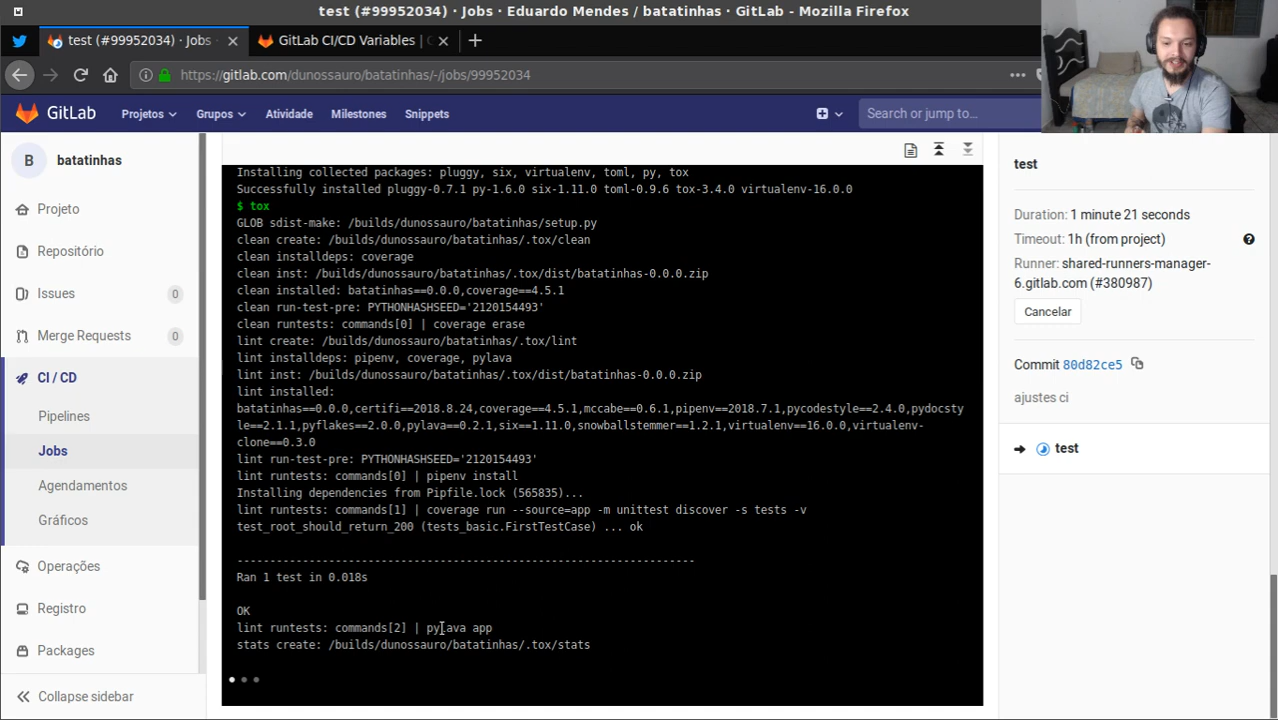 test (#99952034) · Jobs · Eduardo Mendes / batatinhas · GitLab - Mozilla Firefox
test (#99952034) · Jobs ·
GitLab CI/CD Variables |
https://gitlab.com/dunossauro/batatinhas/-/jobs/99952034
GitLab
Projetos
Grupos
Atividade
Milestones
Snippets
Search or jump to...
B
batatinhas
Projeto
Repositório
Issues
0
Merge Requests
0
CI / CD
Pipelines
Jobs
Agendamentos
Gráficos
Operações
Registro
Packages
Collapse sidebar
Installing collected packages: pluggy, six, virtualenv, toml, py, tox
Successfully installed pluggy-0.7.1 py-1.6.0 six-1.11.0 toml-0.9.6 tox-3.4.0 virtualenv-16.0.0
$ tox
GLOB sdist-make: /builds/dunossauro/batatinhas/setup.py
clean create: /builds/dunossauro/batatinhas/.tox/clean
clean installdeps: coverage
clean inst: /builds/dunossauro/batatinhas/.tox/dist/batatinhas-0.0.0.zip
clean installed: batatinhas==0.0.0,coverage==4.5.1
clean run-test-pre: PYTHONHASHSEED='2120154493'
clean runtests: commands[0] | coverage erase
lint create: /builds/dunossauro/batatinhas/.tox/lint
lint installdeps: pipenv, coverage, pylava
lint inst: /builds/dunossauro/batatinhas/.tox/dist/batatinhas-0.0.0.zip
lint installed:
batatinhas==0.0.0,certifi==2018.8.24,coverage==4.5.1,mccabe==0.6.1,pipenv==2018.7.1,pycodestyle==2.4.0,pydocsty
le==2.1.1,pyflakes==2.0.0,pylava==0.2.1,six==1.11.0,snowballstemmer==1.2.1,virtualenv==16.0.0,virtualenv-
clone==0.3.0
lint run-test-pre: PYTHONHASHSEED='2120154493'
lint runtests: commands[0] | pipenv install
Installing dependencies from Pipfile.lock (565835)...
lint runtests: commands[1] | coverage run --source=app -m unittest discover -s tests -v
test_root_should_return_200 (tests_basic.FirstTestCase) ... ok
----------------------------------------------------------------------
Ran 1 test in 0.018s
OK
lint runtests: commands[2] | pylava app
stats create: /builds/dunossauro/batatinhas/.tox/stats
test
Duration: 1 minute 21 seconds
Timeout: 1h (from project)
Runner: shared-runners-manager-
6.gitlab.com (#380987)
Cancelar
Commit 80d82ce5
ajustes ci
test